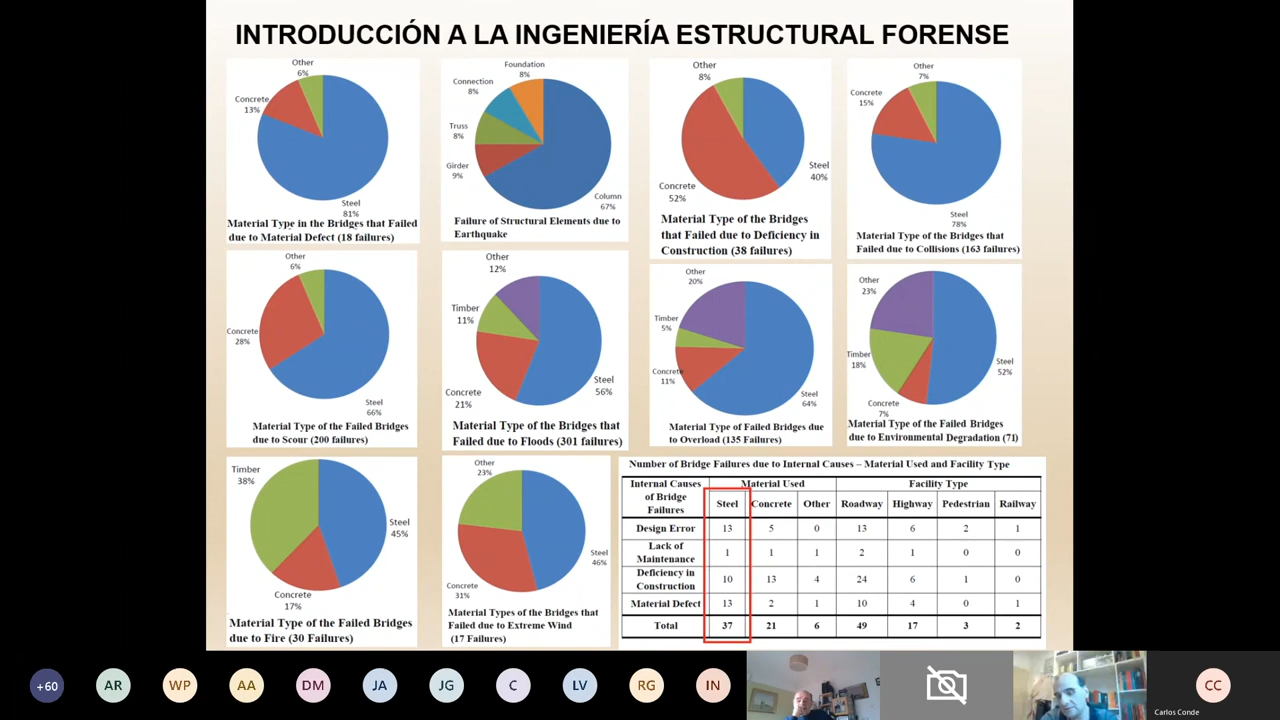 INTRODUCCIÓN A LA INGENIERÍA ESTRUCTURAL FORENSE
Other
6%
Concrete
13%
Steel
81%
Material Type in the Bridges that Failed
due to Material Defect (18 failures)
Foundation
8%
Connection
8%
Truss
8%
Girder
9%
Column
67%
Failure of Structural Elements due to
Earthquake
Other
8%
Steel
40%
Concrete
52%
Material Type of the Bridges
that Failed due to Deficiency in
Construction (38 failures)
Other
7%
Concrete
15%
Steel
78%
Material Type of the Bridges that
Failed due to Collisions (163 failures)
Other
6%
Concrete
28%
Steel
66%
Material Type of the Failed Bridges
due to Scour (200 failures)
Other
12%
Timber
11%
Steel
56%
Concrete
21%
Material Type of the Bridges that
Failed due to Floods (301 failures)
Other
20%
Timber
5%
Concrete
11%
Steel
64%
Material Type of Failed Bridges due
to Overload (135 Failures)
Other
23%
Timber
18%
Steel
52%
Concrete
7%
Material Type of the Failed Bridges
due to Environmental Degradation (71)
Timber
38%
Steel
45%
Concrete
17%
Material Type of the Failed Bridges
due to Fire (30 Failures)
Other
23%
Steel
46%
Concrete
31%
Material Types of the Bridges that
Failed due to Extreme Wind
(17 Failures)
Number of Bridge Failures due to Internal Causes – Material Used and Facility Type
Internal Causes of Bridge Failures Material Used Facility Type
Steel Concrete Other Roadway Highway Pedestrian Railway
Design Error 13 5 0 13 6 2 1
Lack of Maintenance 1 1 1 2 1 0 0
Deficiency in Construction 10 13 4 24 6 1 0
Material Defect 13 2 1 10 4 0 1
Total 37 21 6 49 17 3 2
+60 AR WP AA DM JA JG C LV RG IN CC
Carlos Conde